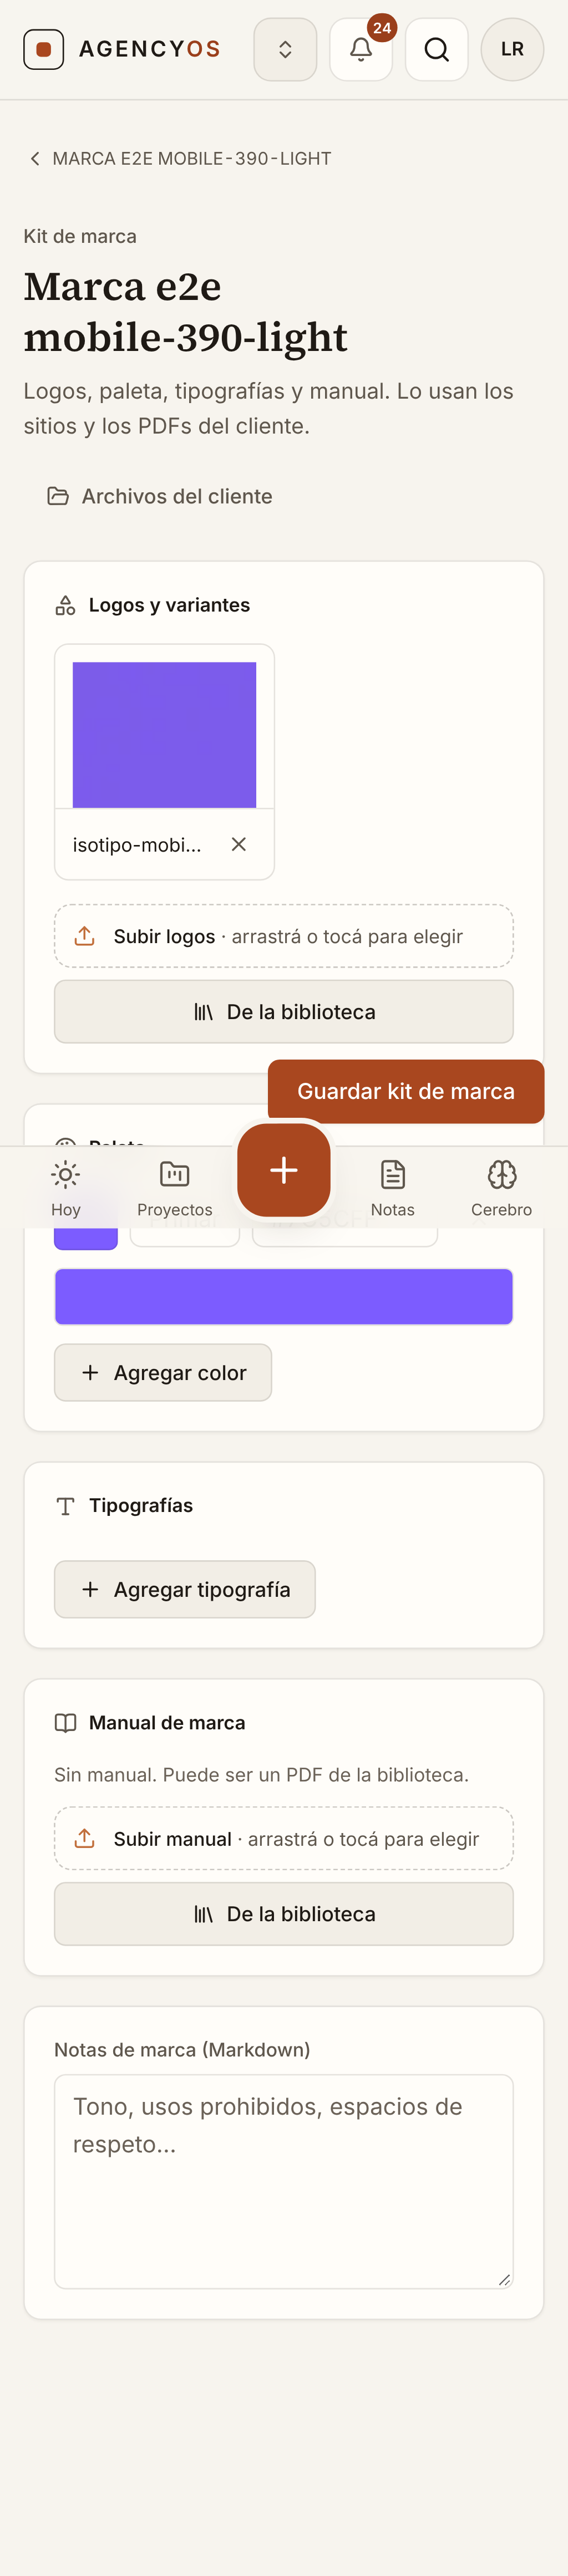 AGENCYOS
24
LR
MARCA E2E MOBILE-390-LIGHT
Kit de marca
Marca e2e
mobile-390-light
Logos, paleta, tipografías y manual. Lo usan los
sitios y los PDFs del cliente.
Archivos del cliente
Logos y variantes
isotipo-mobi...
Subir logos · arrastrá o tocá para elegir
De la biblioteca
Guardar kit de marca
Paleta
Hoy
Proyectos
Notas
Cerebro
Agregar color
Tipografías
Agregar tipografía
Manual de marca
Sin manual. Puede ser un PDF de la biblioteca.
Subir manual · arrastrá o tocá para elegir
De la biblioteca
Notas de marca (Markdown)
Tono, usos prohibidos, espacios de
respeto...